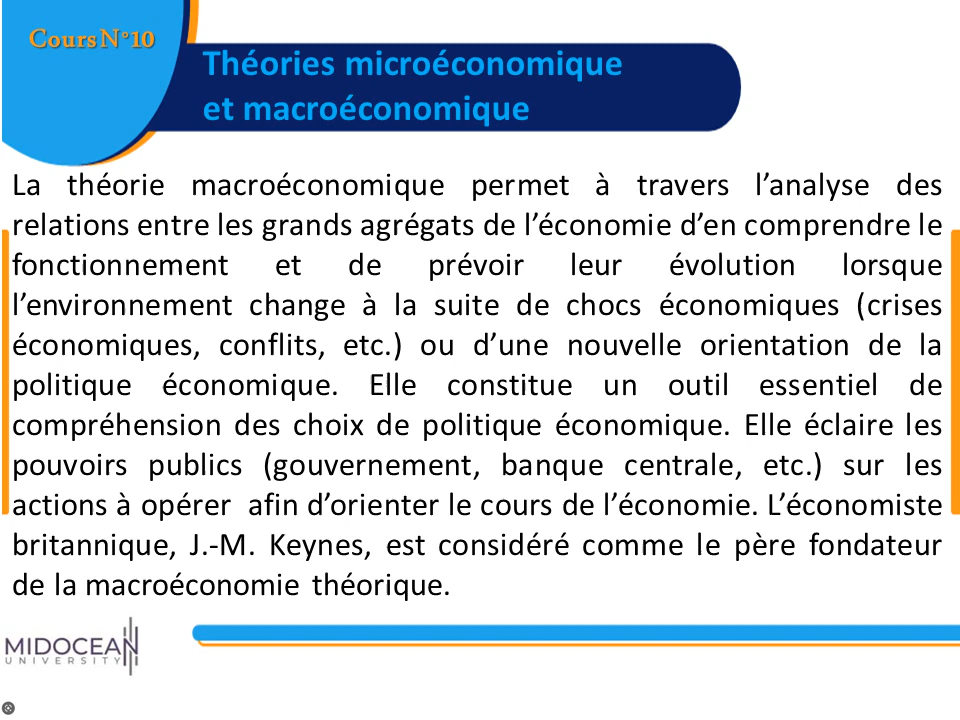 Cours N°10
Théories microéconomique
et macroéconomique
La théorie macroéconomique permet à travers l’analyse des
relations entre les grands agrégats de l’économie d’en comprendre le
fonctionnement et de prévoir leur évolution lorsque
l’environnement change à la suite de chocs économiques (crises
économiques, conflits, etc.) ou d’une nouvelle orientation de la
politique économique. Elle constitue un outil essentiel de
compréhension des choix de politique économique. Elle éclaire les
pouvoirs publics (gouvernement, banque centrale, etc.) sur les
actions à opérer afin d’orienter le cours de l’économie. L’économiste
britannique, J.-M. Keynes, est considéré comme le père fondateur
de la macroéconomie théorique.
MIDOCEAN
UNIVERSITY